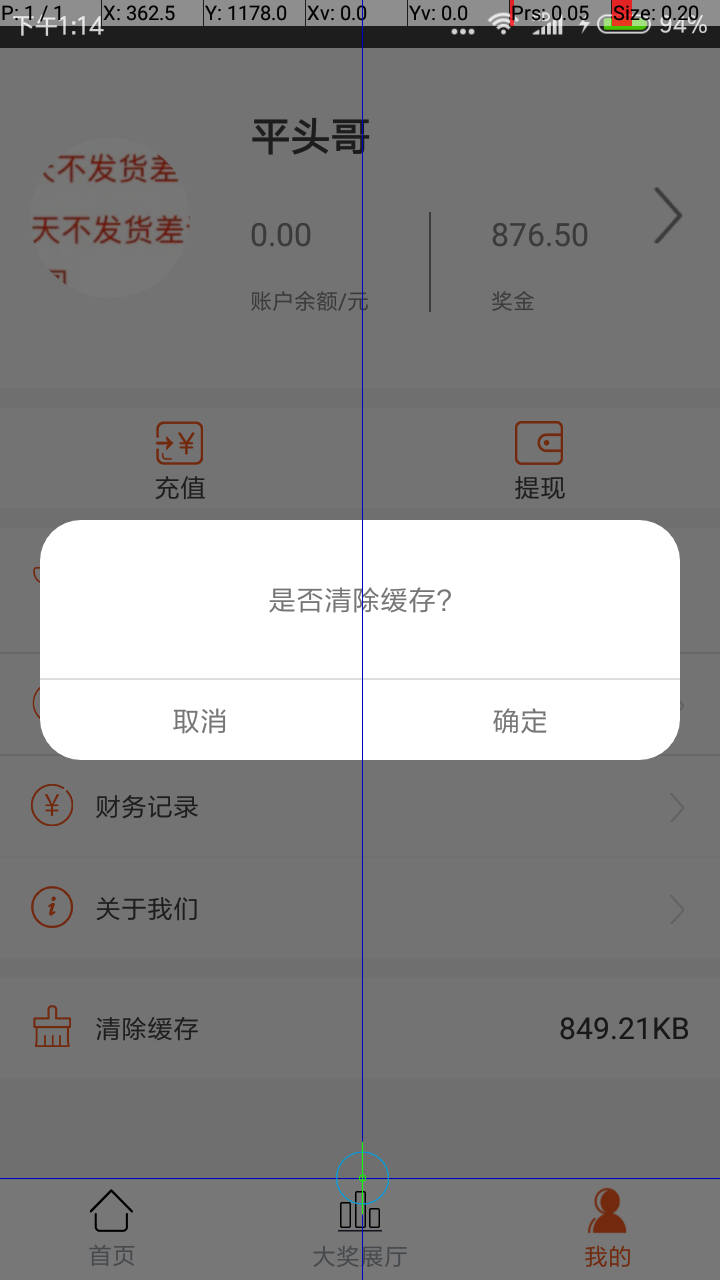 P: 1 / 1 X: 362.5 Y: 1178.0 Xv: 0.0 Yv: 0.0 Prs: 0.05 Size: 0.20
下午1:14 94%
平头哥
不发货差
天不发货差
0.00 876.50
账户余额/元 奖金
充值 提现
是否清除缓存?
取消 确定
财务记录
关于我们
清除缓存 849.21KB
首页 大奖展厅 我的